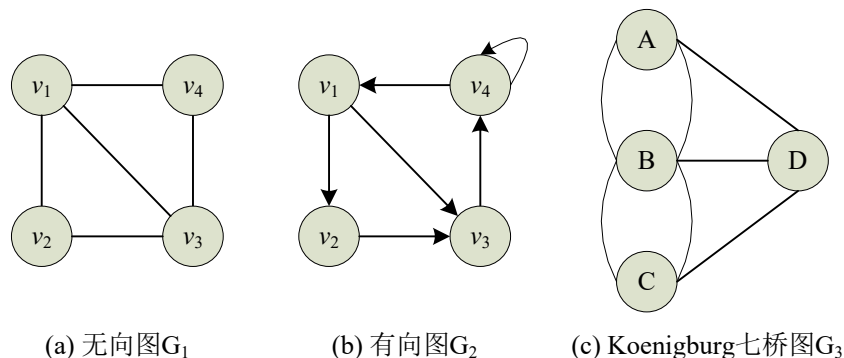 v₁ v₄ v₁ v₄ A
B D
v₂ v₃ v₂ v₃
C
(a) 无向图G₁ (b) 有向图G₂ (c) Koenigburg七桥图G₃